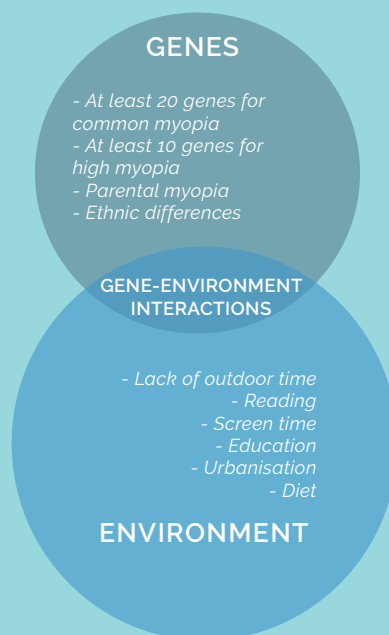 GENES
- At least 20 genes for
common myopia
- At least 10 genes for
high myopia
- Parental myopia
- Ethnic differences
GENE-ENVIRONMENT
INTERACTIONS
- Lack of outdoor time
- Reading
- Screen time
- Education
- Urbanisation
- Diet
ENVIRONMENT